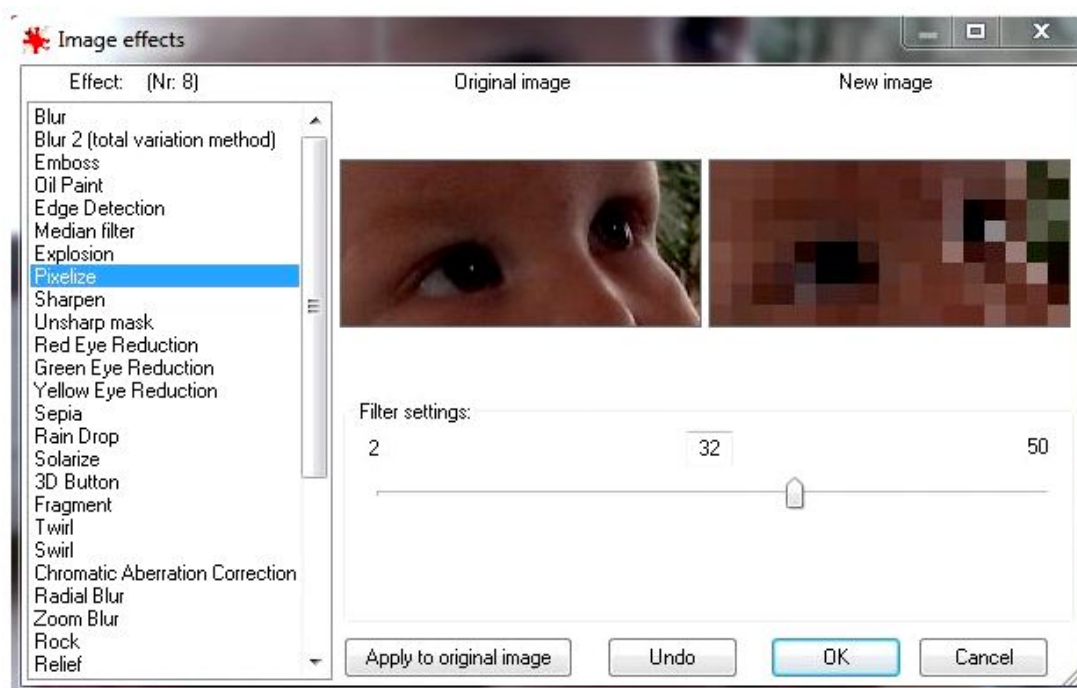 Image effects
Effect: (Nr: 8)
Original image
New image
Blur
Blur 2 (total variation method)
Emboss
Oil Paint
Edge Detection
Median filter
Explosion
Pixelize
Sharpen
Unsharp mask
Red Eye Reduction
Green Eye Reduction
Yellow Eye Reduction
Sepia
Rain Drop
Solarize
3D Button
Fragment
Twirl
Swirl
Chromatic Aberration Correction
Radial Blur
Zoom Blur
Rock
Relief
Filter settings:
2 32 50
Apply to original image
Undo
OK
Cancel